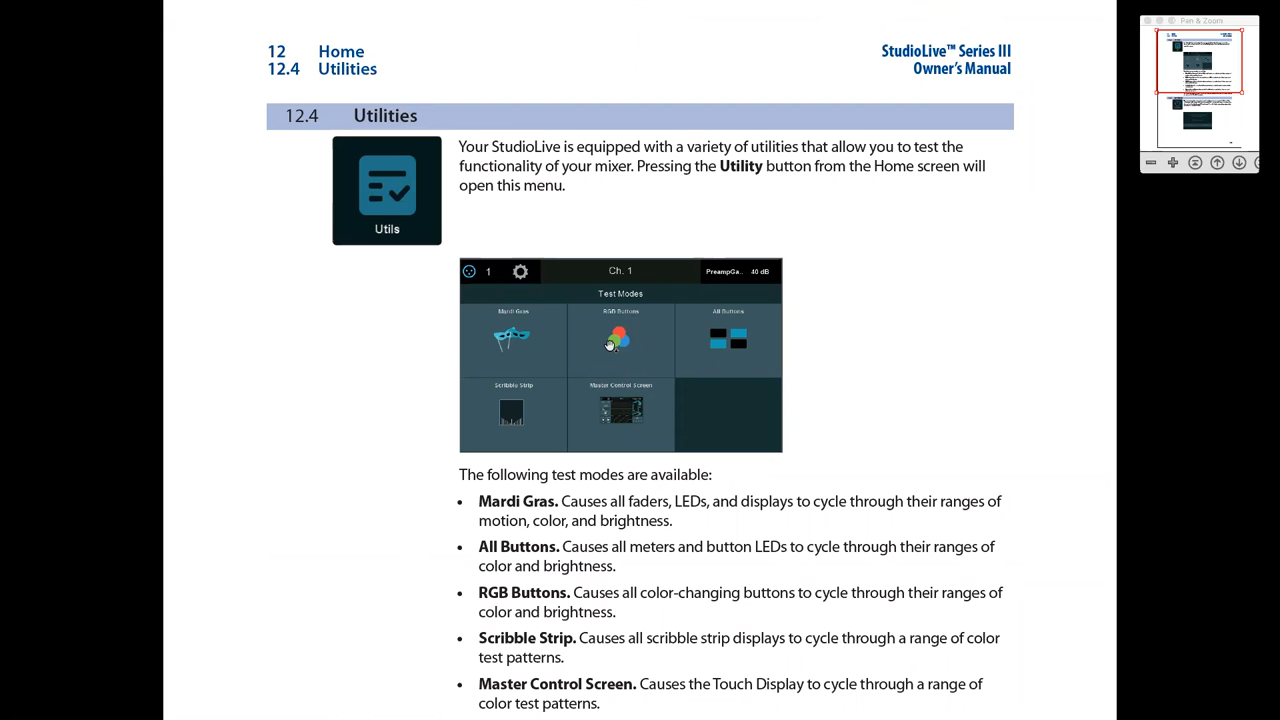 12 Home
12.4 Utilities
StudioLive™ Series III
Owner's Manual
Pan & Zoom
12.4 Utilities
Your StudioLive is equipped with a variety of utilities that allow you to test the
functionality of your mixer. Pressing the Utility button from the Home screen will
open this menu.
Utils
1 Ch. 1 PreampGa.. 40 dB
Test Modes
Mardi Gras RGB Buttons All Buttons
Scribble Strip Master Control Screen
The following test modes are available:
• Mardi Gras. Causes all faders, LEDs, and displays to cycle through their ranges of
motion, color, and brightness.
• All Buttons. Causes all meters and button LEDs to cycle through their ranges of
color and brightness.
• RGB Buttons. Causes all color-changing buttons to cycle through their ranges of
color and brightness.
• Scribble Strip. Causes all scribble strip displays to cycle through a range of color
test patterns.
• Master Control Screen. Causes the Touch Display to cycle through a range of
color test patterns.